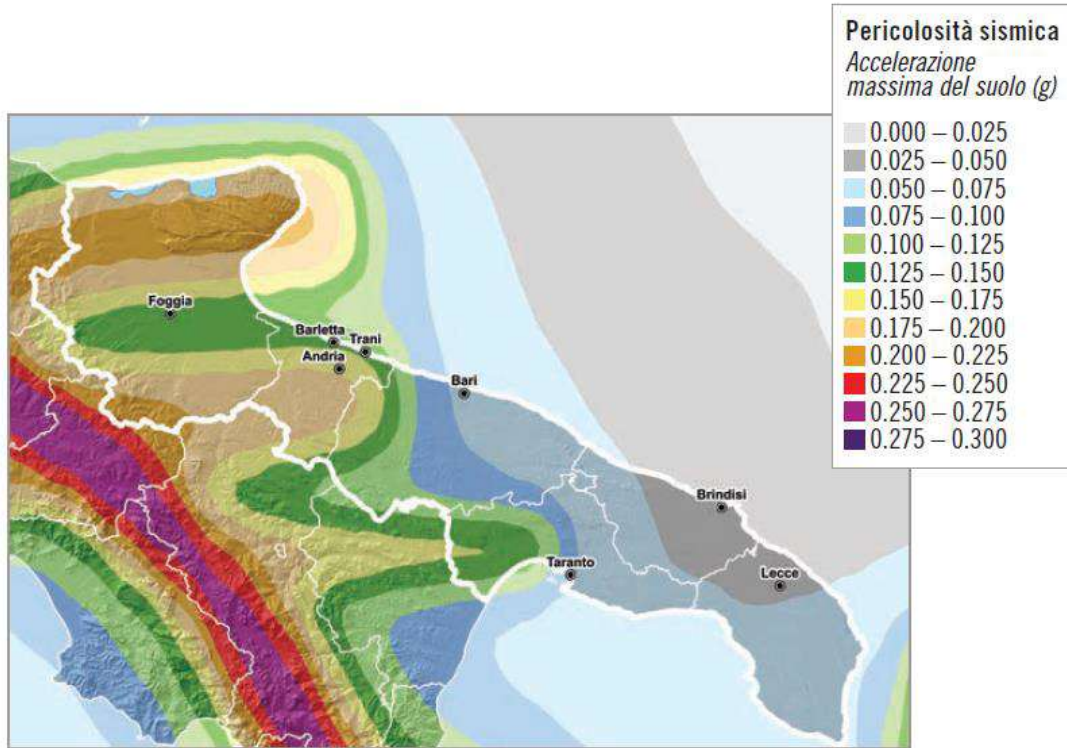 Pericolosità sismica
Accelerazione
massima del suolo (g)
0.000 – 0.025
0.025 – 0.050
0.050 – 0.075
0.075 – 0.100
0.100 – 0.125
0.125 – 0.150
0.150 – 0.175
0.175 – 0.200
0.200 – 0.225
0.225 – 0.250
0.250 – 0.275
0.275 – 0.300
Foggia
Barletta
Trani
Andria
Bari
Brindisi
Taranto
Lecce